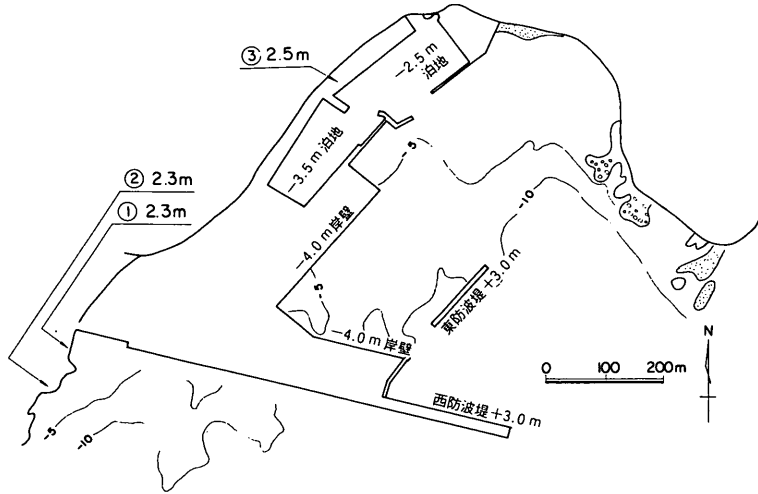 ③ 2.5m
−2.5m
泊地
−3.5m泊地
② 2.3m
① 2.3m
-5
-10
−4.0m岸壁
-5
東防波堤+3.0m
−4.0m岸壁
N
0 100 200m
西防波堤+3.0m
-5
-10